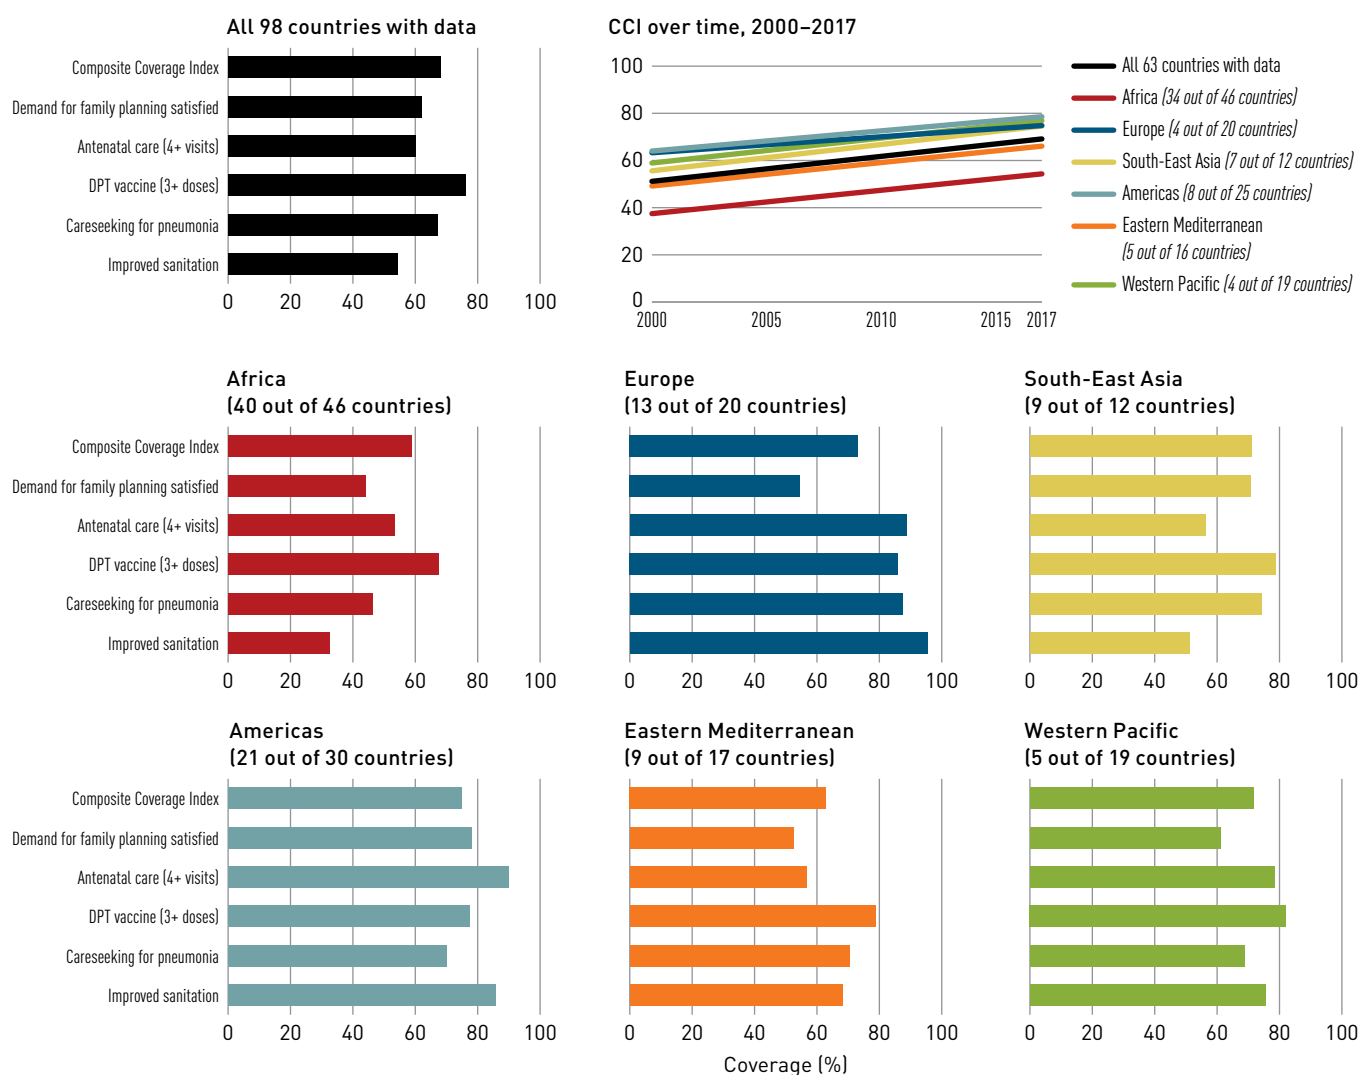 All 98 countries with data
Composite Coverage Index
Demand for family planning satisfied
Antenatal care (4+ visits)
DPT vaccine (3+ doses)
Careseeking for pneumonia
Improved sanitation
0 20 40 60 80 100
CCI over time, 2000–2017
100
80
60
40
20
0
2000 2005 2010 2015 2017
All 63 countries with data
Africa (34 out of 46 countries)
Europe (4 out of 20 countries)
South-East Asia (7 out of 12 countries)
Americas (8 out of 25 countries)
Eastern Mediterranean
(5 out of 16 countries)
Western Pacific (4 out of 19 countries)
Africa
(40 out of 46 countries)
Composite Coverage Index
Demand for family planning satisfied
Antenatal care (4+ visits)
DPT vaccine (3+ doses)
Careseeking for pneumonia
Improved sanitation
0 20 40 60 80 100
Europe
(13 out of 20 countries)
0 20 40 60 80 100
South-East Asia
(9 out of 12 countries)
0 20 40 60 80 100
Americas
(21 out of 30 countries)
Composite Coverage Index
Demand for family planning satisfied
Antenatal care (4+ visits)
DPT vaccine (3+ doses)
Careseeking for pneumonia
Improved sanitation
0 20 40 60 80 100
Eastern Mediterranean
(9 out of 17 countries)
0 20 40 60 80 100
Western Pacific
(5 out of 19 countries)
0 20 40 60 80 100
Coverage (%)